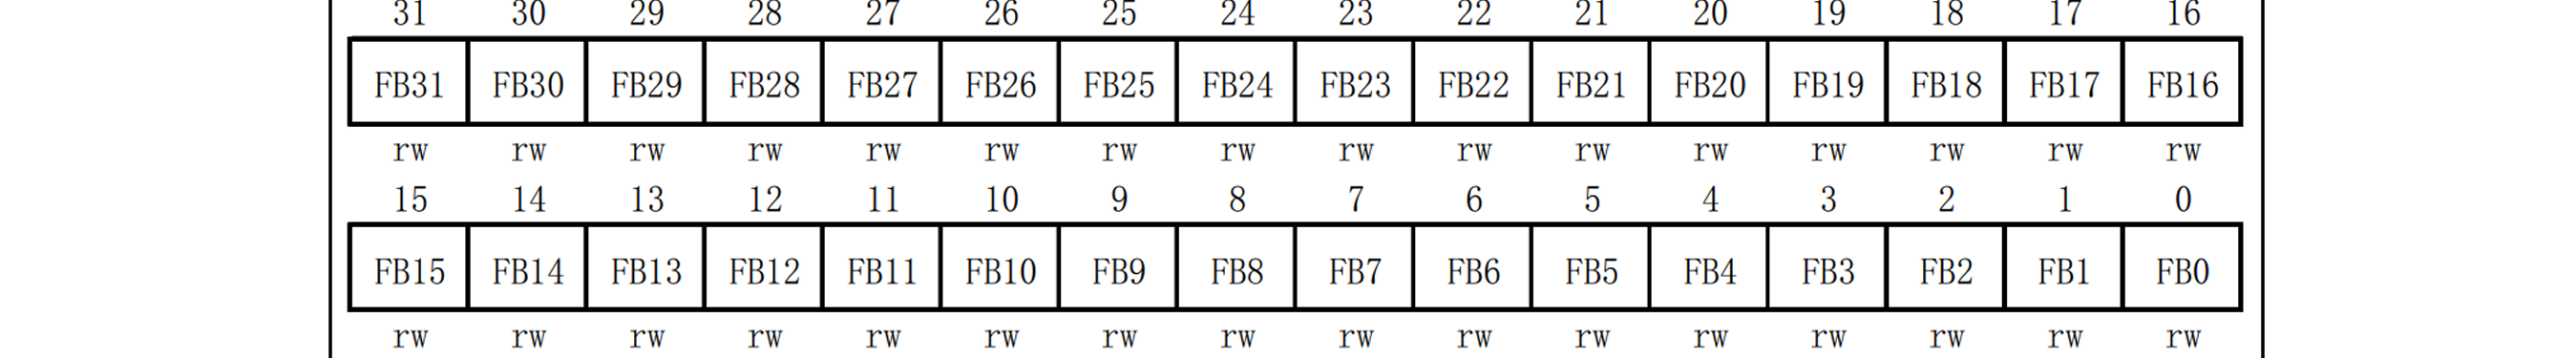 31 30 29 28 27 26 25 24 23 22 21 20 19 18 17 16
FB31 FB30 FB29 FB28 FB27 FB26 FB25 FB24 FB23 FB22 FB21 FB20 FB19 FB18 FB17 FB16
rw rw rw rw rw rw rw rw rw rw rw rw rw rw rw rw
15 14 13 12 11 10 9 8 7 6 5 4 3 2 1 0
FB15 FB14 FB13 FB12 FB11 FB10 FB9 FB8 FB7 FB6 FB5 FB4 FB3 FB2 FB1 FB0
rw rw rw rw rw rw rw rw rw rw rw rw rw rw rw rw